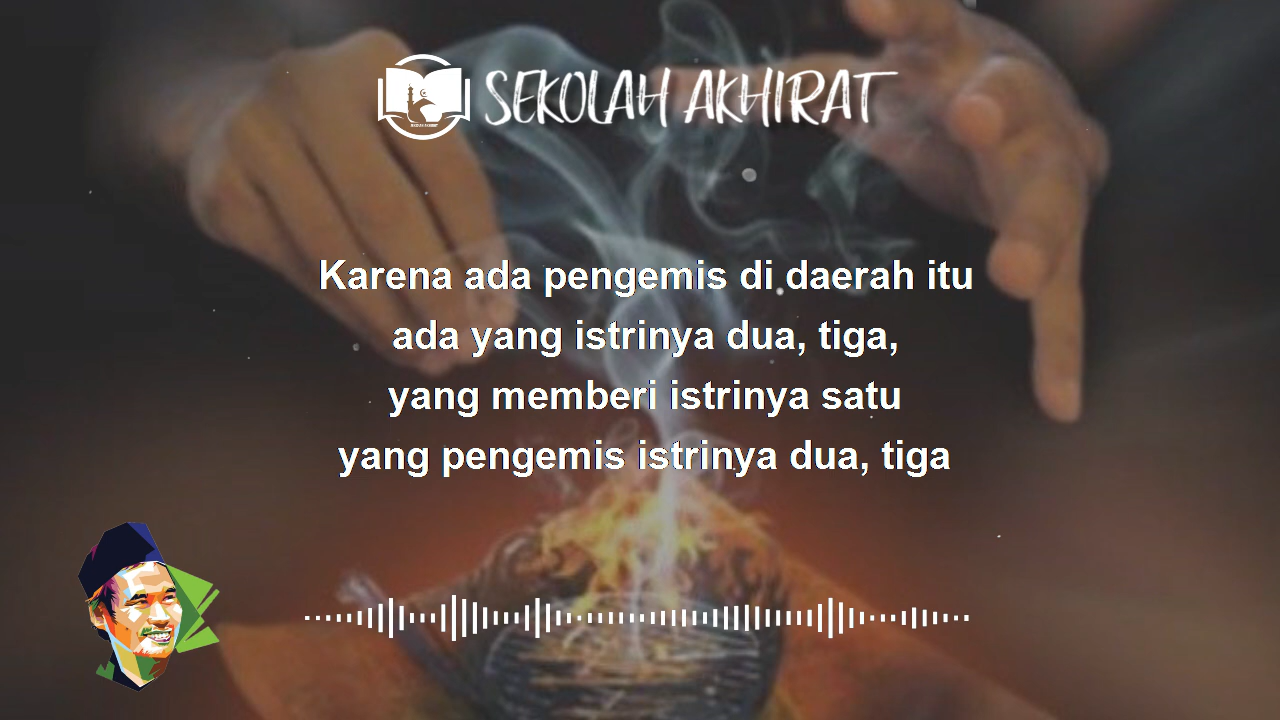 SEKOLAH AKHIRAT
Karena ada pengemis di daerah itu
ada yang istrinya dua, tiga,
yang memberi istrinya satu
yang pengemis istrinya dua, tiga